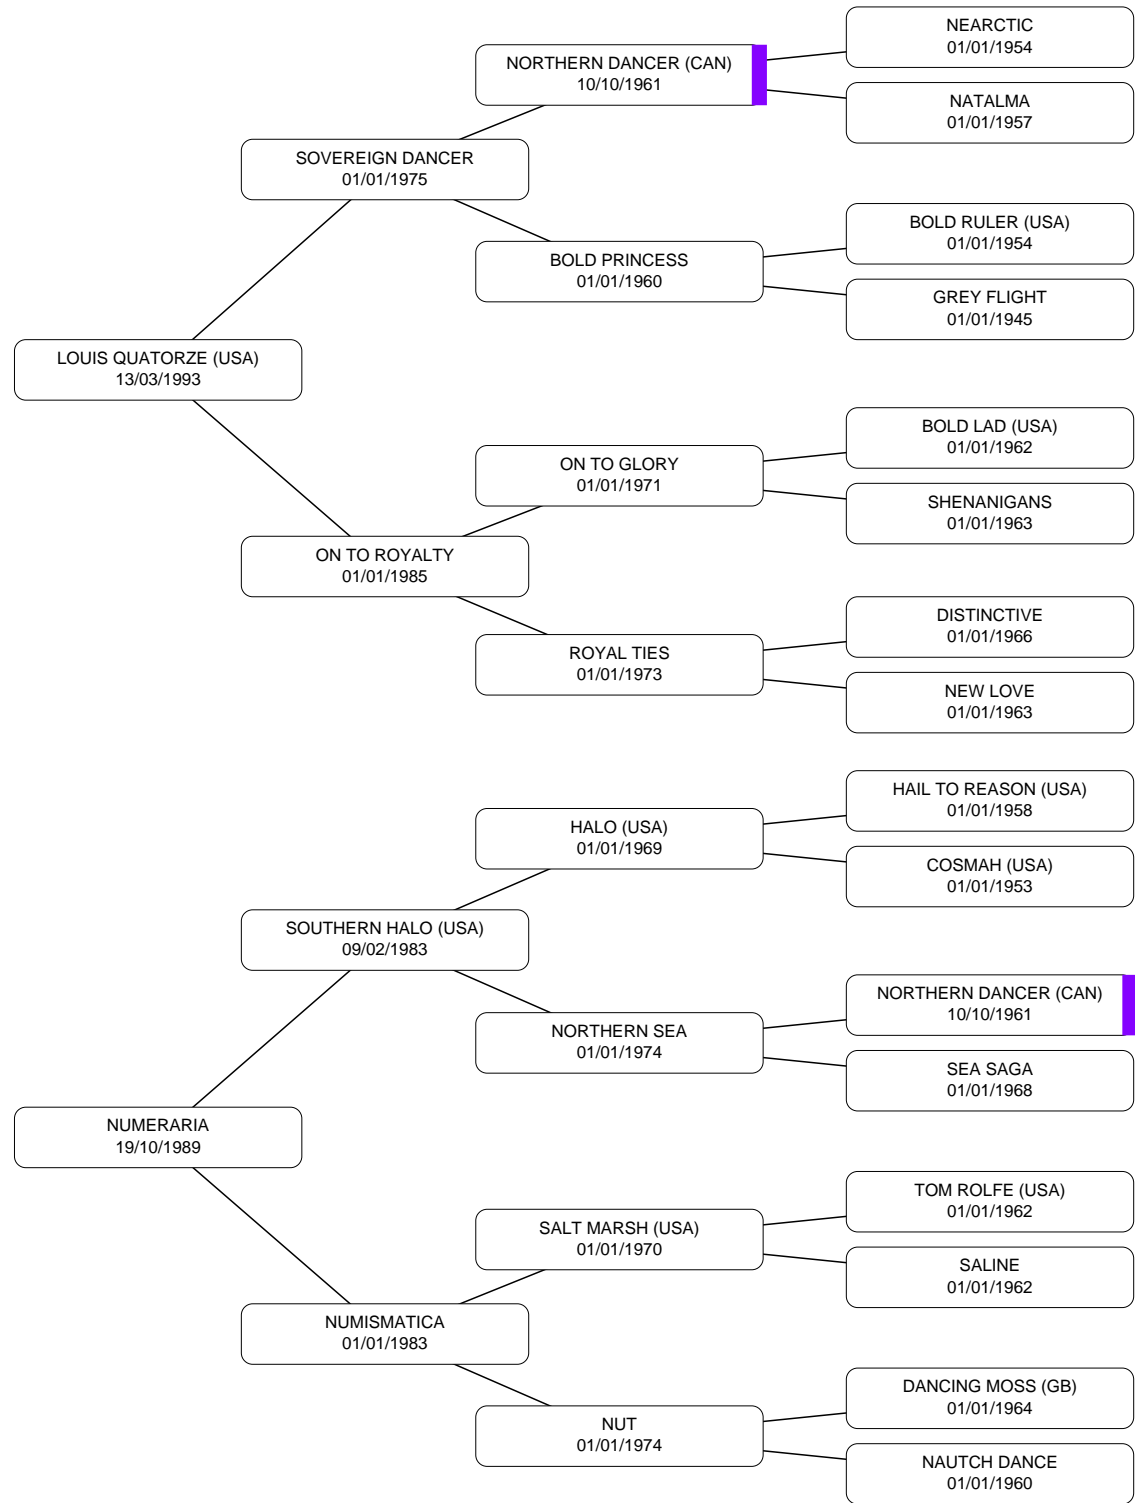 NEARCTIC
01/01/1954
NORTHERN DANCER (CAN)
10/10/1961
NATALMA
01/01/1957
SOVEREIGN DANCER
01/01/1975
BOLD RULER (USA)
01/01/1954
BOLD PRINCESS
01/01/1960
GREY FLIGHT
01/01/1945
LOUIS QUATORZE (USA)
13/03/1993
BOLD LAD (USA)
01/01/1962
ON TO GLORY
01/01/1971
SHENANIGANS
01/01/1963
ON TO ROYALTY
01/01/1985
DISTINCTIVE
01/01/1966
ROYAL TIES
01/01/1973
NEW LOVE
01/01/1963
HAIL TO REASON (USA)
01/01/1958
HALO (USA)
01/01/1969
COSMAH (USA)
01/01/1953
SOUTHERN HALO (USA)
09/02/1983
NORTHERN DANCER (CAN)
10/10/1961
NORTHERN SEA
01/01/1974
SEA SAGA
01/01/1968
NUMERARIA
19/10/1989
TOM ROLFE (USA)
01/01/1962
SALT MARSH (USA)
01/01/1970
SALINE
01/01/1962
NUMISMATICA
01/01/1983
DANCING MOSS (GB)
01/01/1964
NUT
01/01/1974
NAUTCH DANCE
01/01/1960